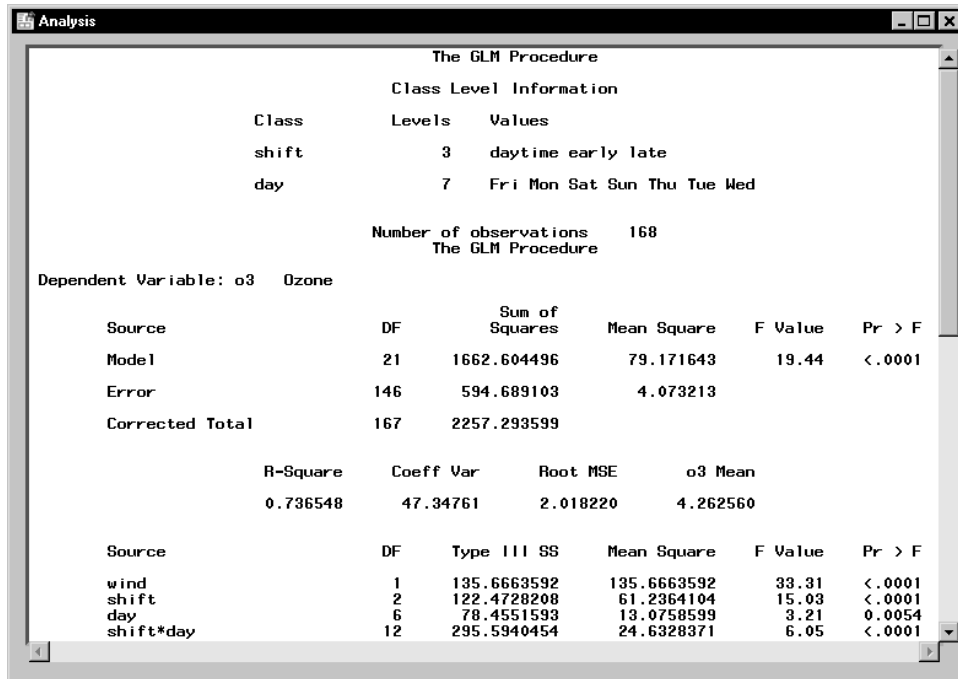 Analysis
The GLM Procedure
Class Level Information
Class Levels Values
shift 3 daytime early late
day 7 Fri Mon Sat Sun Thu Tue Wed
Number of observations 168
The GLM Procedure
Dependent Variable: o3 Ozone
Sum of
Source DF Squares Mean Square F Value Pr > F
Model 21 1662.604496 79.171643 19.44 <.0001
Error 146 594.689103 4.073213
Corrected Total 167 2257.293599
R-Square Coeff Var Root MSE o3 Mean
0.736548 47.34761 2.018220 4.262560
Source DF Type III SS Mean Square F Value Pr > F
wind 1 135.6663592 135.6663592 33.31 <.0001
shift 2 122.4728208 61.2364104 15.03 <.0001
day 6 78.4551593 13.0758599 3.21 0.0054
shift*day 12 295.5940454 24.6328371 6.05 <.0001